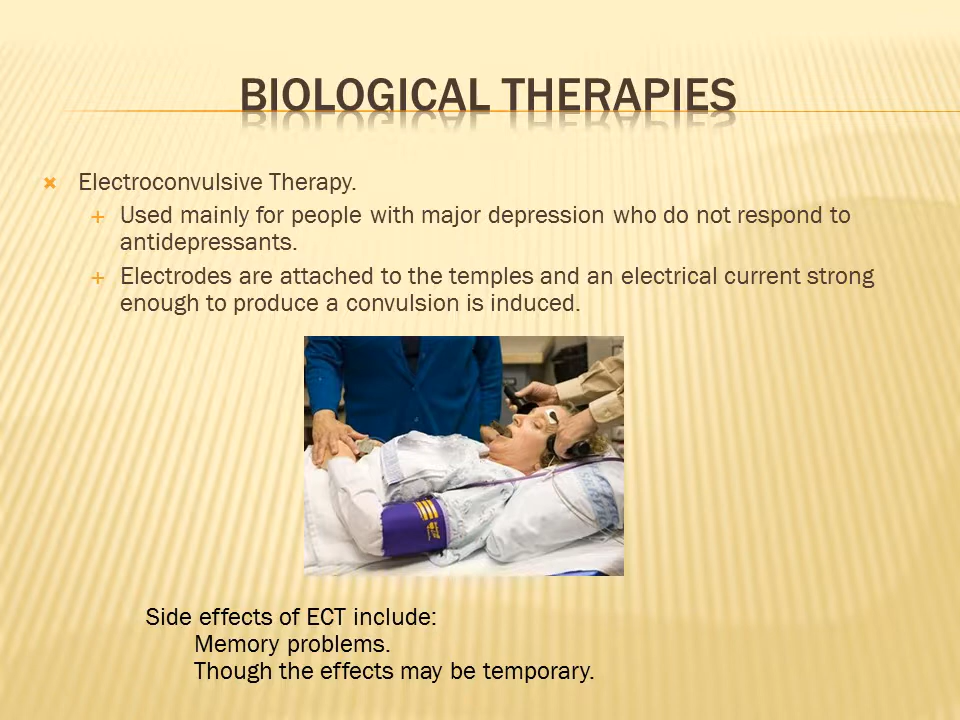 BIOLOGICAL THERAPIES
Electroconvulsive Therapy.
Used mainly for people with major depression who do not respond to
antidepressants.
Electrodes are attached to the temples and an electrical current strong
enough to produce a convulsion is induced.
Side effects of ECT include:
Memory problems.
Though the effects may be temporary.